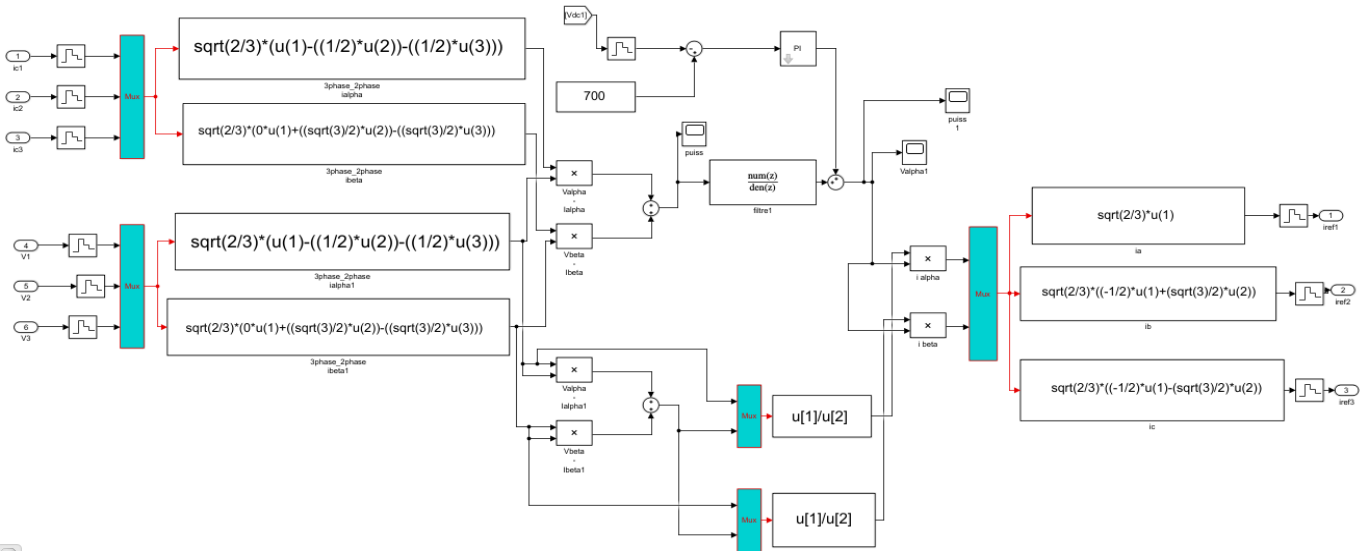 [Vdc1]
sqrt(2/3)*(u(1)-((1/2)*u(2))-((1/2)*u(3)))
3phase_2phase
ialpha
1
ic1
2
ic2
3
ic3
Mux
sqrt(2/3)*(0*u(1)+((sqrt(3)/2)*u(2))-((sqrt(3)/2)*u(3)))
3phase_2phase
ibeta
700
PI
puiss
puiss
1
Valpha1
num(z)
den(z)
filtre1
×
Valpha
-
Ialpha
×
Vbeta
-
Ibeta
4
V1
5
V2
6
V3
Mux
sqrt(2/3)*(u(1)-((1/2)*u(2))-((1/2)*u(3)))
3phase_2phase
ialpha1
sqrt(2/3)*(0*u(1)+((sqrt(3)/2)*u(2))-((sqrt(3)/2)*u(3)))
3phase_2phase
ibeta1
×
Valpha
-
Ialpha1
×
Vbeta
-
Ibeta1
Mux
u[1]/u[2]
Mux
u[1]/u[2]
×
i alpha
×
i beta
Mux
sqrt(2/3)*u(1)
ia
1
iref1
sqrt(2/3)*((-1/2)*u(1)+(sqrt(3)/2)*u(2))
ib
2
iref2
sqrt(2/3)*((-1/2)*u(1)-(sqrt(3)/2)*u(2))
ic
3
iref3